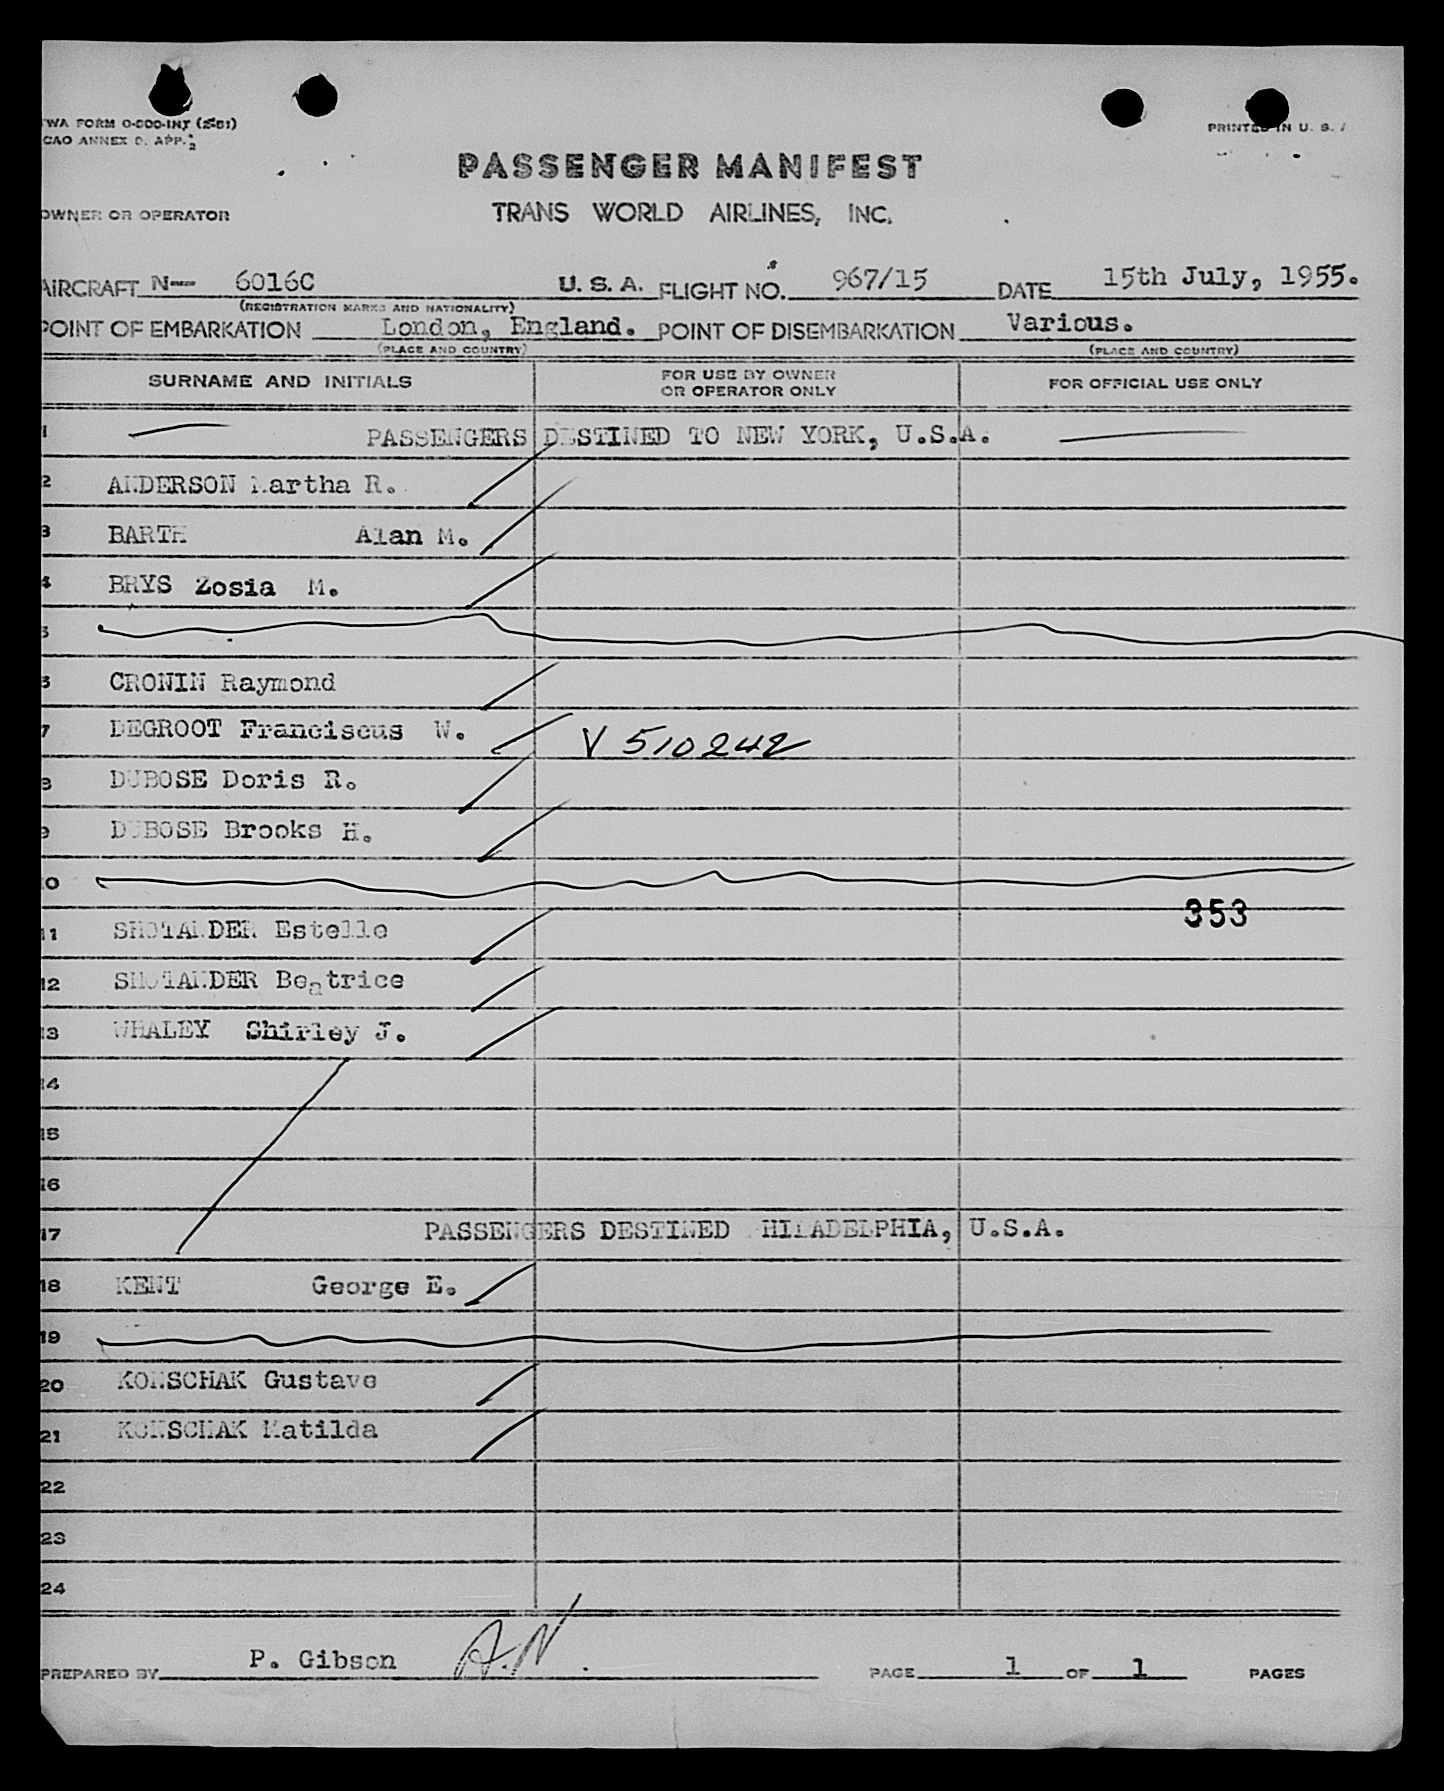 TWA FORM O-500-INT (2-51)
PRINTED IN U. S. A
ICAO ANNEX 9. APP. 2
PASSENGER MANIFEST
OWNER OR OPERATOR TRANS WORLD AIRLINES, INC.
AIRCRAFT N--- 6016C U. S. A. FLIGHT NO. 967/15 DATE 15th July, 1955.
(REGISTRATION MARKS AND NATIONALITY)
POINT OF EMBARKATION London, England. POINT OF DISEMBARKATION Various.
(PLACE AND COUNTRY) (PLACE AND COUNTRY)
SURNAME AND INITIALS FOR USE BY OWNER OR OPERATOR ONLY FOR OFFICIAL USE ONLY
1 PASSENGERS DESTINED TO NEW YORK, U.S.A.
2 ANDERSON Martha R.
3 BARTH Alan M.
4 BRYS Zosia M.
5
6 CRONIN Raymond
7 DEGROOT Franciscus W. V 510242
8 DUBOSE Doris R.
9 DUBOSE Brooks H.
10
353
11 Estelle
12 Beatrice
13 WHALEY Shirley J.
14
15
16
17 PASSENGERS DESTINED PHILADELPHIA, U.S.A.
18 KENT George E.
19
20 KONSCHAK Gustave
21 KONSCHAK Matilda
22
23
24
PREPARED BY P. Gibson A.N. PAGE 1 OF 1 PAGES